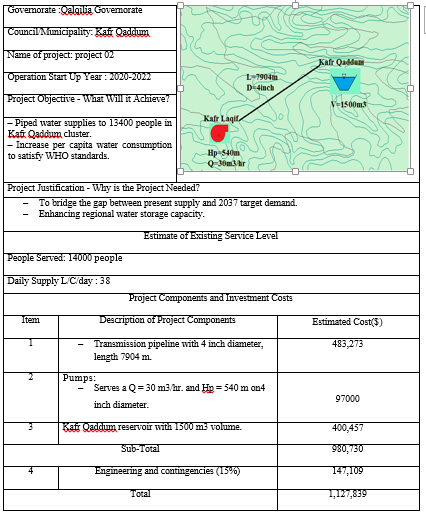 Governorate :Qalqilia Governorate
Council/Municipality: Kafr Qaddum
Name of project: project 02
Operation Start Up Year : 2020-2022
Project Objective - What Will it Achieve?
– Piped water supplies to 13400 people in
Kafr Qaddum cluster.
– Increase per capita water consumption
to satisfy WHO standards.
Kafr Qaddum
L=7904m
D=4inch
V=1500m3
Kafr Laqif
Hp=540m
Q=30m3/hr
Project Justification - Why is the Project Needed?
– To bridge the gap between present supply and 2037 target demand.
– Enhancing regional water storage capacity.
Estimate of Existing Service Level
People Served: 14000 people
Daily Supply L/C/day : 38
Project Components and Investment Costs
Item Description of Project Components Estimated Cost($)
1 – Transmission pipeline with 4 inch diameter, 483,273
length 7904 m.
2 Pumps:
– Serves a Q = 30 m3/hr. and Hp = 540 m on4
inch diameter. 97000
3 Kafr Qaddum reservoir with 1500 m3 volume. 400,457
Sub-Total 980,730
4 Engineering and contingencies (15%) 147,109
Total 1,127,839